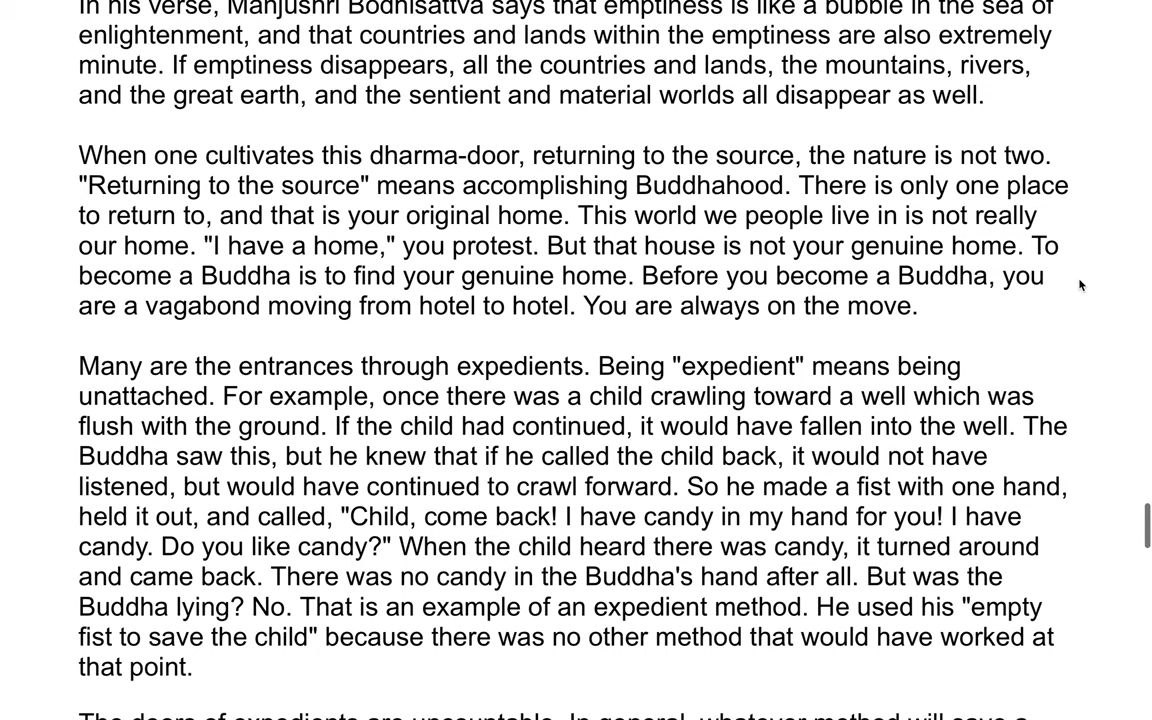 In his verse, Manjushri Bodhisattva says that emptiness is like a bubble in the sea of
enlightenment, and that countries and lands within the emptiness are also extremely
minute. If emptiness disappears, all the countries and lands, the mountains, rivers,
and the great earth, and the sentient and material worlds all disappear as well.
When one cultivates this dharma-door, returning to the source, the nature is not two.
"Returning to the source" means accomplishing Buddhahood. There is only one place
to return to, and that is your original home. This world we people live in is not really
our home. "I have a home," you protest. But that house is not your genuine home. To
become a Buddha is to find your genuine home. Before you become a Buddha, you
are a vagabond moving from hotel to hotel. You are always on the move.
Many are the entrances through expedients. Being "expedient" means being
unattached. For example, once there was a child crawling toward a well which was
flush with the ground. If the child had continued, it would have fallen into the well. The
Buddha saw this, but he knew that if he called the child back, it would not have
listened, but would have continued to crawl forward. So he made a fist with one hand,
held it out, and called, "Child, come back! I have candy in my hand for you! I have
candy. Do you like candy?" When the child heard there was candy, it turned around
and came back. There was no candy in the Buddha's hand after all. But was the
Buddha lying? No. That is an example of an expedient method. He used his "empty
fist to save the child" because there was no other method that would have worked at
that point.
The doors of expedients are uncountable. In general, whatever method will save a